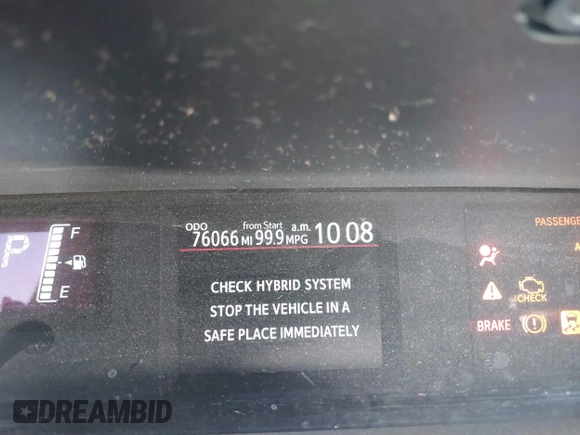 ODO from Start a.m.
76066 MI 99.9 MPG 10 08
CHECK HYBRID SYSTEM
STOP THE VEHICLE IN A
SAFE PLACE IMMEDIATELY
P
F
E
PASSENGE
A
CHECK
BRAKE
DREAMBID